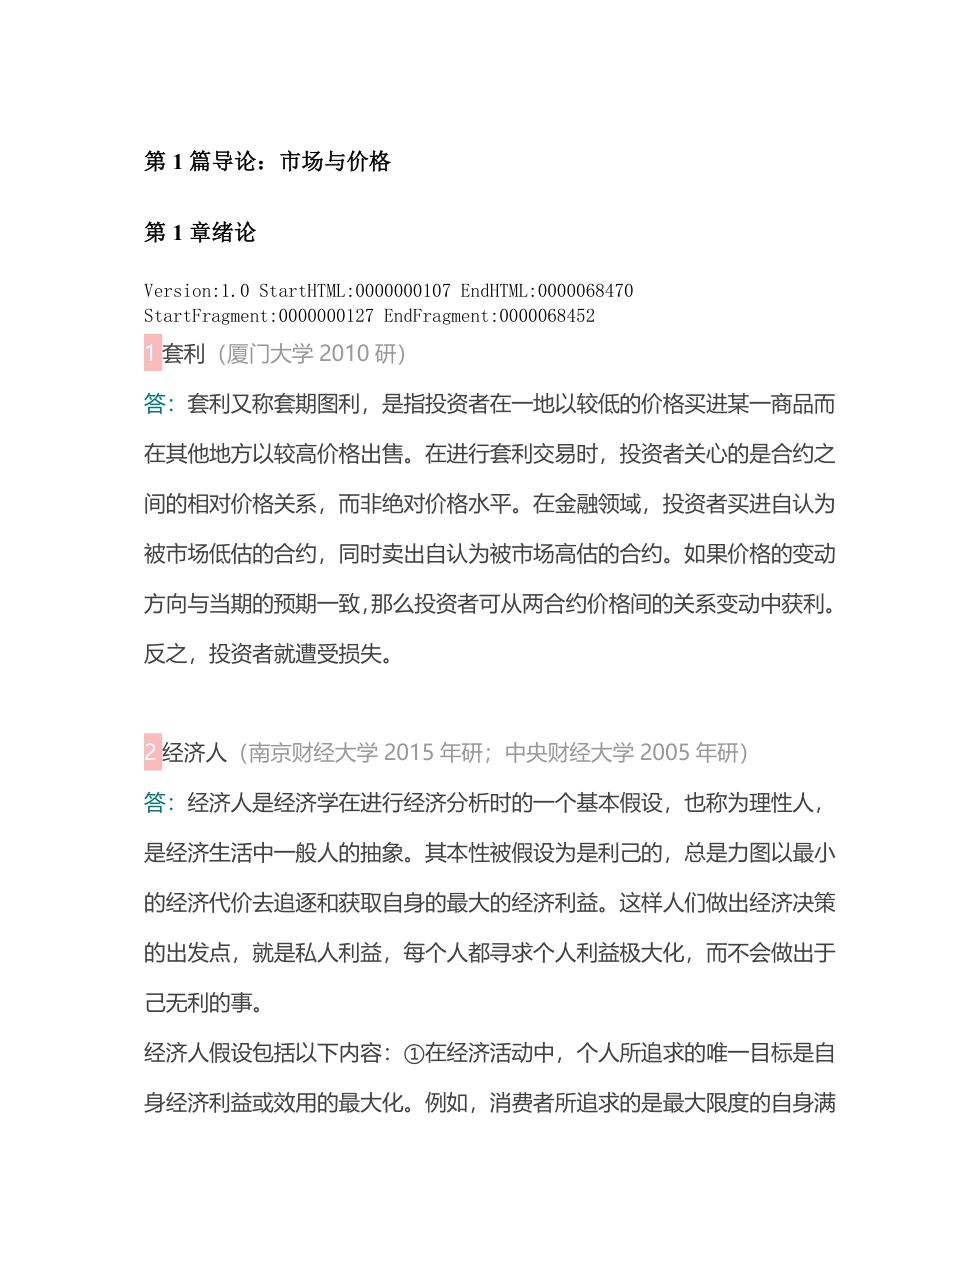 第 1 篇导论：市场与价格
第 1 章绪论
Version:1.0 StartHTML:0000000107 EndHTML:0000068470
StartFragment:0000000127 EndFragment:0000068452
1 套利（厦门大学 2010 研）
答：套利又称套期图利，是指投资者在一地以较低的价格买进某一商品而
在其他地方以较高价格出售。在进行套利交易时，投资者关心的是合约之
间的相对价格关系，而非绝对价格水平。在金融领域，投资者买进自认为
被市场低估的合约，同时卖出自认为被市场高估的合约。如果价格的变动
方向与当期的预期一致，那么投资者可从两合约价格间的关系变动中获利。
反之，投资者就遭受损失。
2 经济人（南京财经大学 2015 年研；中央财经大学 2005 年研）
答：经济人是经济学在进行经济分析时的一个基本假设，也称为理性人，
是经济生活中一般人的抽象。其本性被假设为是利己的，总是力图以最小
的经济代价去追逐和获取自身的最大的经济利益。这样人们做出经济决策
的出发点，就是私人利益，每个人都寻求个人利益极大化，而不会做出于
己无利的事。
经济人假设包括以下内容：①在经济活动中，个人所追求的唯一目标是自
身经济利益或效用的最大化。例如，消费者所追求的是最大限度的自身满